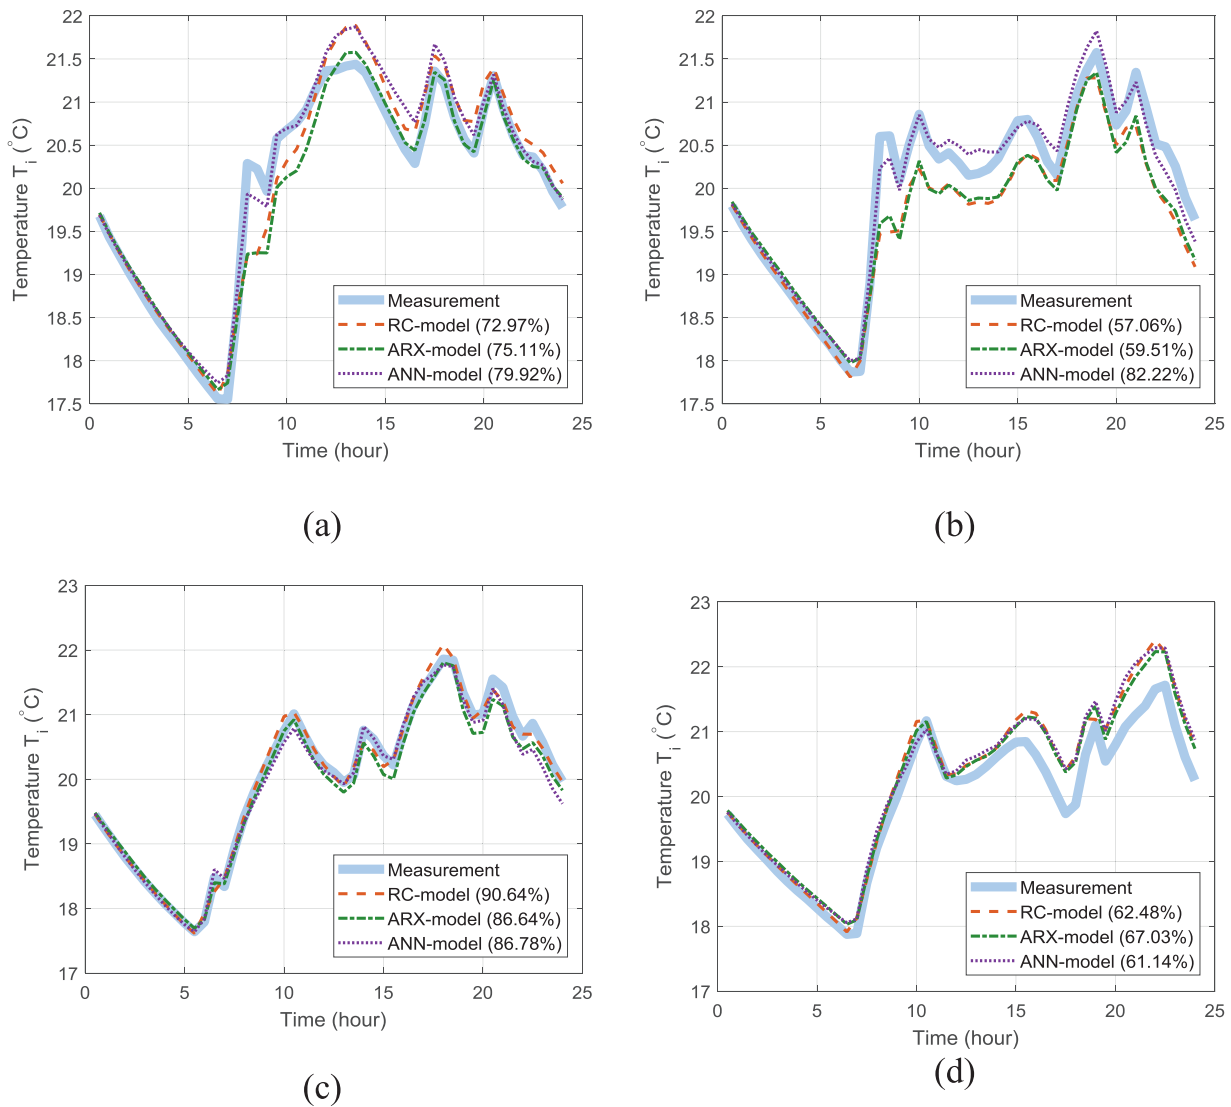 22
21.5
21
20.5
20
19.5
19
18.5
18
17.5
0
5
10
15
20
25
Temperature T_i (°C)
Time (hour)
Measurement
RC-model (72.97%)
ARX-model (75.11%)
ANN-model (79.92%)
(a)
22
21.5
21
20.5
20
19.5
19
18.5
18
17.5
0
5
10
15
20
25
Temperature T_i (°C)
Time (hour)
Measurement
RC-model (57.06%)
ARX-model (59.51%)
ANN-model (82.22%)
(b)
23
22
21
20
19
18
17
0
5
10
15
20
25
Temperature T_i (°C)
Time (hour)
Measurement
RC-model (90.64%)
ARX-model (86.64%)
ANN-model (86.78%)
(c)
23
22
21
20
19
18
17
0
5
10
15
20
25
Temperature T_i (°C)
Time (hour)
Measurement
RC-model (62.48%)
ARX-model (67.03%)
ANN-model (61.14%)
(d)